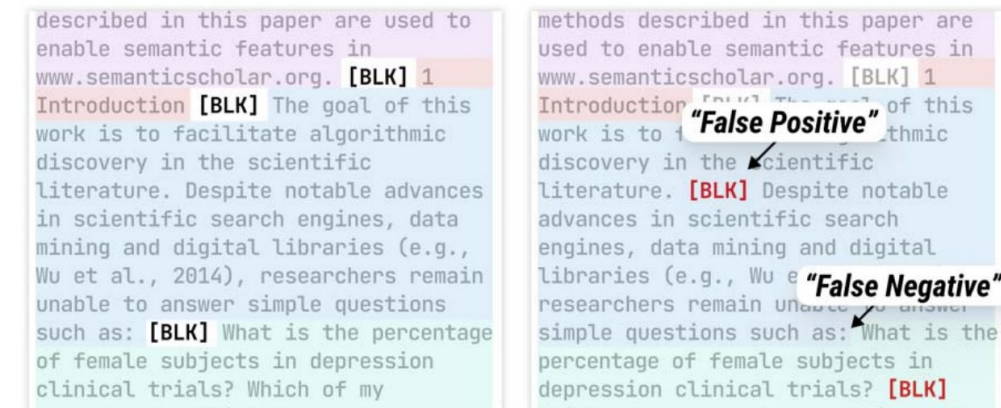 described in this paper are used to
enable semantic features in
www.semanticscholar.org. [BLK] 1
Introduction [BLK] The goal of this
work is to facilitate algorithmic
discovery in the scientific
literature. Despite notable advances
in scientific search engines, data
mining and digital libraries (e.g.,
Wu et al., 2014), researchers remain
unable to answer simple questions
such as: [BLK] What is the percentage
of female subjects in depression
clinical trials? Which of my
methods described in this paper are
used to enable semantic features in
www.semanticscholar.org. [BLK] 1
Introduction of this
"False Positive"
work is to
discovery in the scientific
literature. [BLK] Despite notable
advances in scientific search
engines, data mining and digital
libraries (e.g., Wu
"False Negative"
researchers remain unable to answer
simple questions such as: What is the
percentage of female subjects in
depression clinical trials? [BLK]